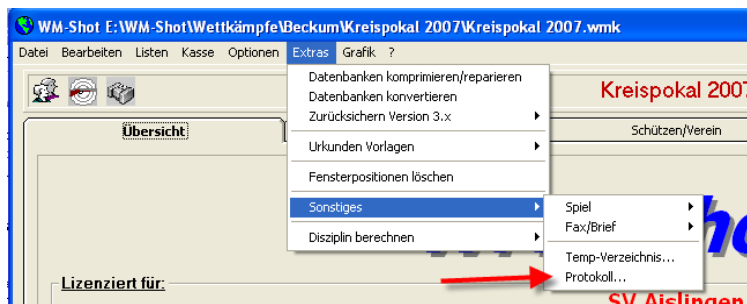 WM-Shot E:\WM-Shot\Wettkämpfe\Beckum\Kreispokal 2007\Kreispokal 2007.wmk
Datei Bearbeiten Listen Kasse Optionen Extras Grafik ?
Kreispokal 2007
Übersicht
Schützen/Verein
Datenbanken komprimieren/reparieren
Datenbanken konvertieren
Zurücksichern Version 3.x
Urkunden Vorlagen
Fensterpositionen löschen
Sonstiges
Disziplin berechnen
Spiel
Fax/Brief
Temp-Verzeichnis...
Protokoll...
Lizenziert für:
SV Aislingen